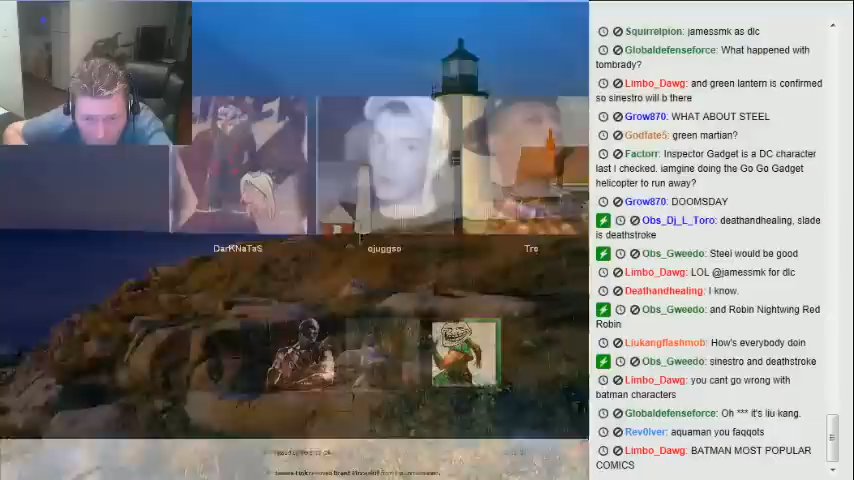 Squirrelpion: jamessmk as dlc
Globaldefenseforce: What happened with
tombrady?
Limbo_Dawg: and green lantern is confirmed
so sinestro will b there
Grow870: WHAT ABOUT STEEL
Godfate5: green martian?
Factorr: Inspector Gadget is a DC character
last I checked. iamgine doing the Go Go Gadget
helicopter to run away?
Grow870: DOOMSDAY
Obs_Dj_L_Toro: deathandhealing, slade
is deathstroke
Obs_Gweedo: Steel would be good
Limbo_Dawg: LOL @jamessmk for dlc
Deathandhealing: I know.
Obs_Gweedo: and Robin Nightwing Red
Robin
Liukangflashmob: How's everybody doin
Obs_Gweedo: sinestro and deathstroke
Limbo_Dawg: you cant go wrong with
batman characters
Globaldefenseforce: Oh *** it's liu kang.
Rev0lver: aquaman you faqqots
Limbo_Dawg: BATMAN MOST POPULAR
COMICS
DarKNaTaS
ojuggso
Trs